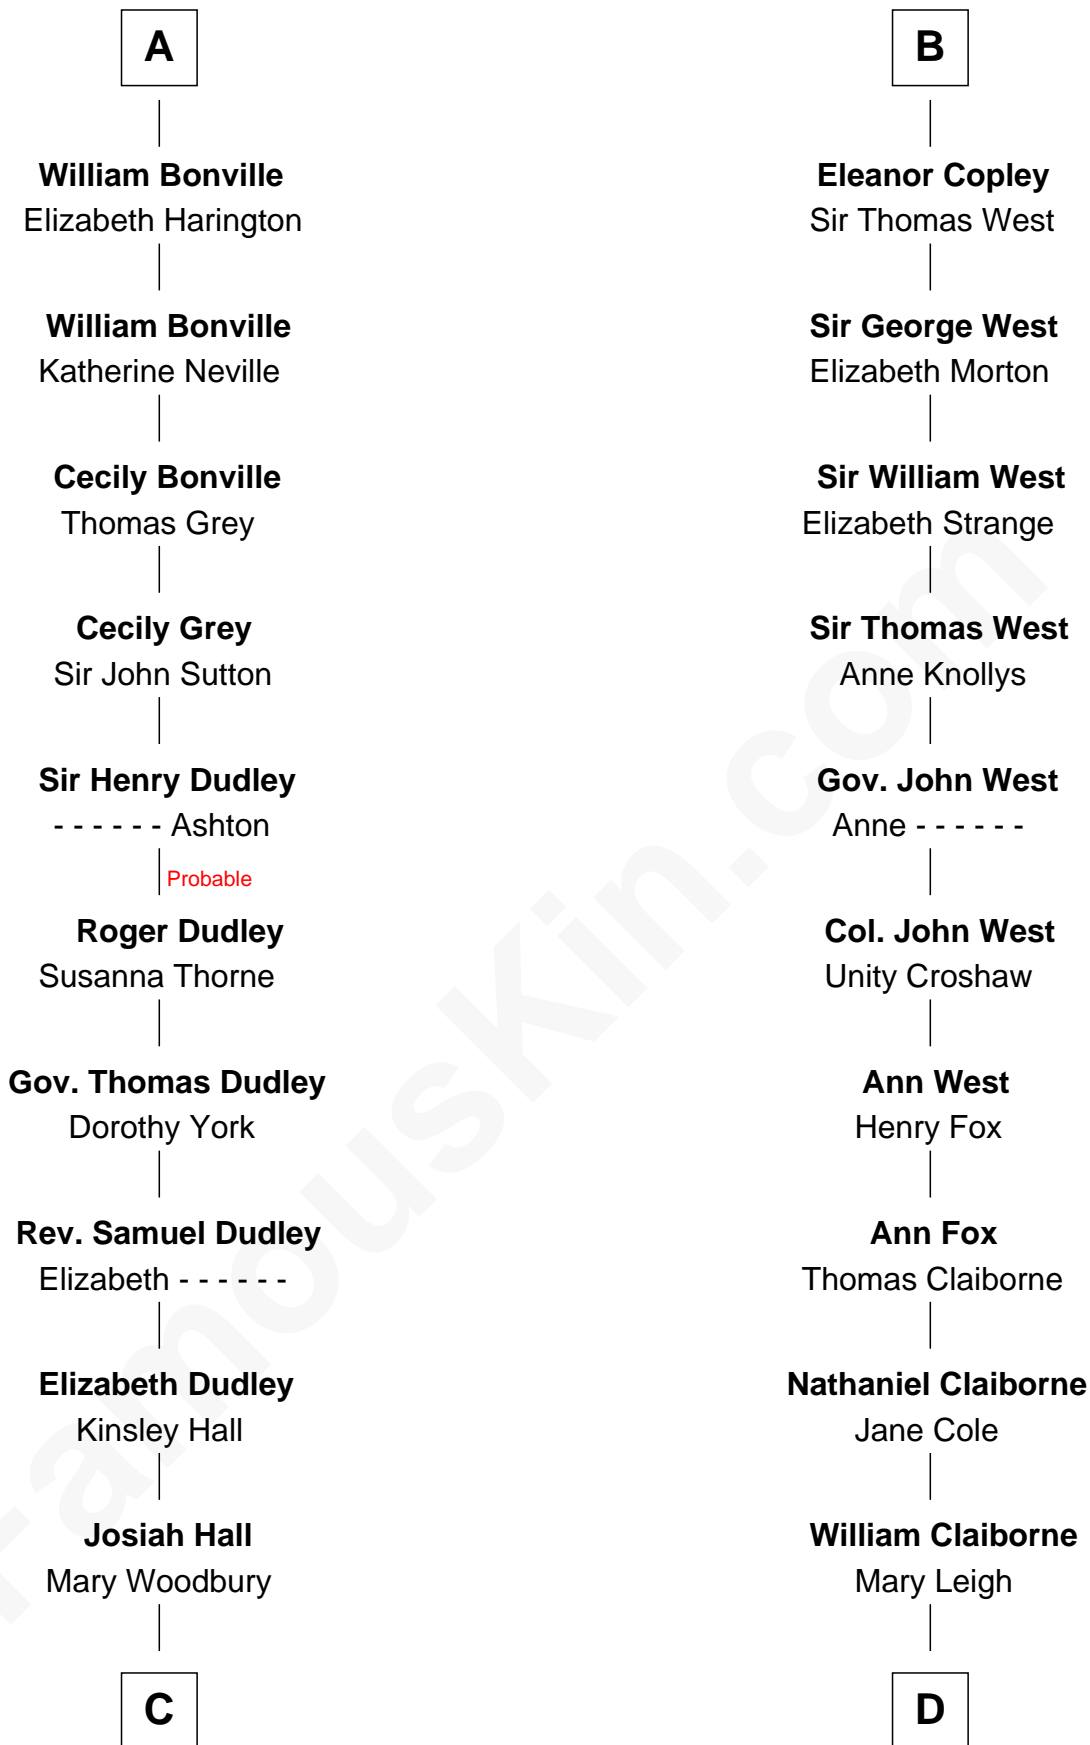 A
William Bonville
Elizabeth Harington
William Bonville
Katherine Neville
Cecily Bonville
Thomas Grey
Cecily Grey
Sir John Sutton
Sir Henry Dudley
- - - - - - Ashton
Probable
Roger Dudley
Susanna Thorne
Gov. Thomas Dudley
Dorothy York
Rev. Samuel Dudley
Elizabeth - - - - - -
Elizabeth Dudley
Kinsley Hall
Josiah Hall
Mary Woodbury
C
B
Eleanor Copley
Sir Thomas West
Sir George West
Elizabeth Morton
Sir William West
Elizabeth Strange
Sir Thomas West
Anne Knollys
Gov. John West
Anne - - - - - -
Col. John West
Unity Croshaw
Ann West
Henry Fox
Ann Fox
Thomas Claiborne
Nathaniel Claiborne
Jane Cole
William Claiborne
Mary Leigh
D
FamousKin.com